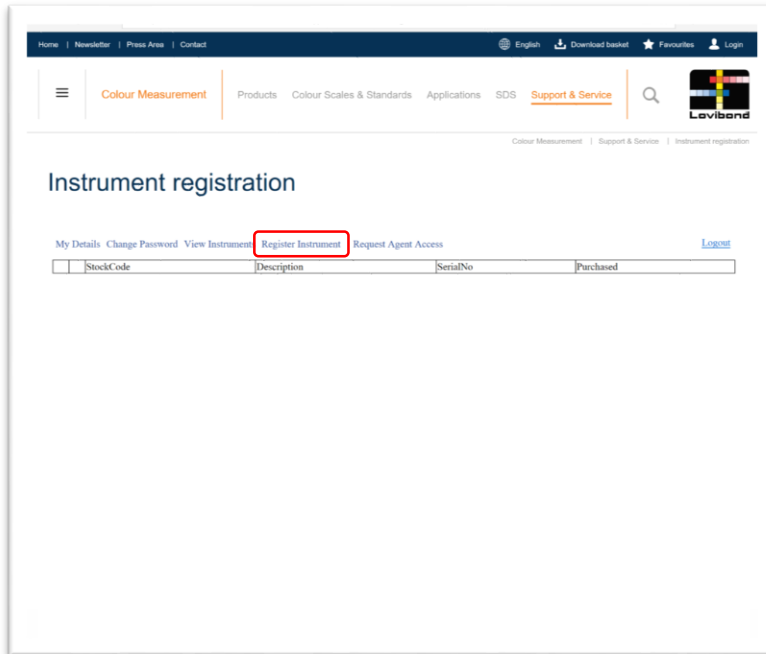 Home | Newsletter | Press Area | Contact English Download basket Favourites Login
Colour Measurement Products Colour Scales & Standards Applications SDS Support & Service Lovibond
Colour Measurement | Support & Service | Instrument registration
Instrument registration
My Details Change Password View Instruments Register Instrument Request Agent Access Logout
StockCode Description SerialNo Purchased